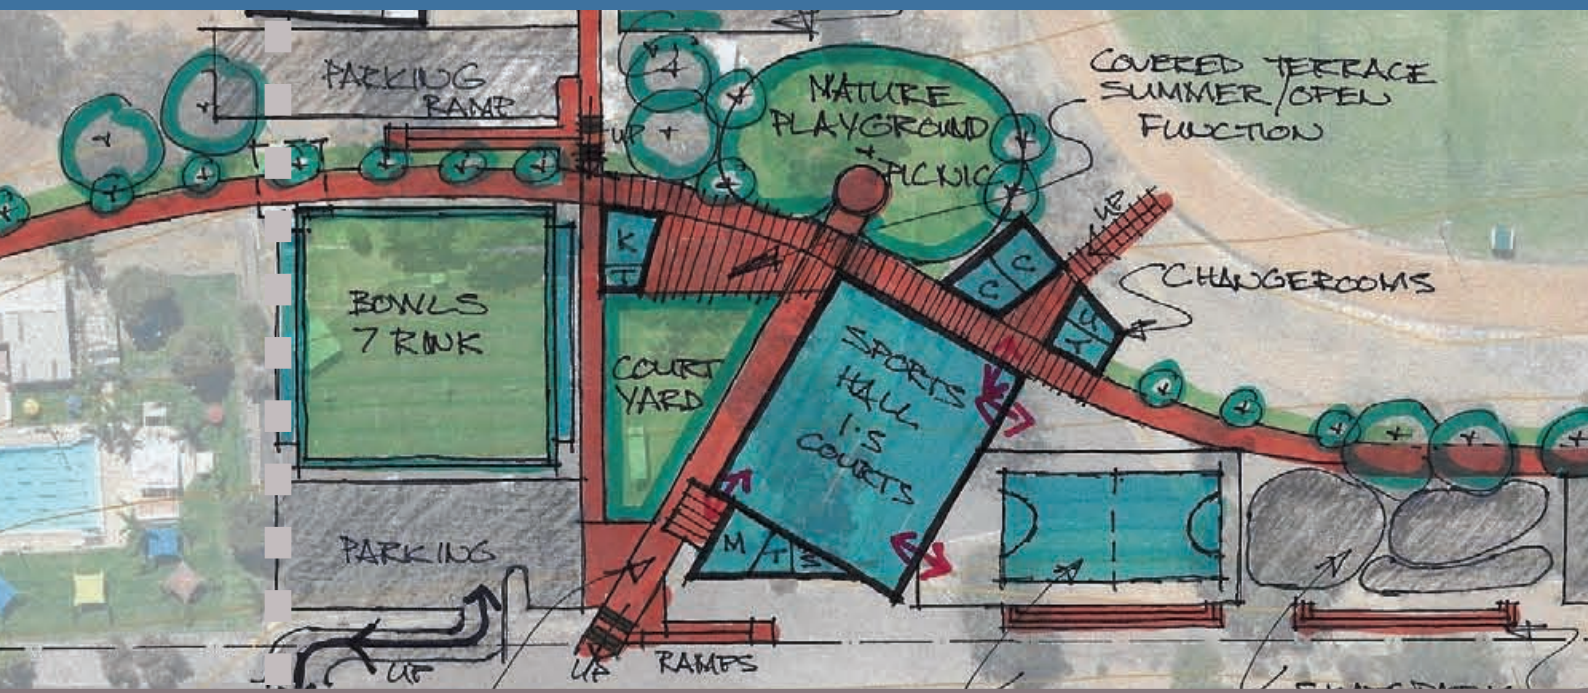 PARKING
RAMP
UP
NATURE
PLAYGROUND
+ PICNIC
COVERED TERRACE
SUMMER/OPEN
FUNCTION
UP
K
T
C
C
CHANGEROOMS
U
T
BOWLS
7 RINK
COURT
YARD
SPORTS
HALL
1.5
COURTS
M
T
S
PARKING
UP
UP
RAMPS